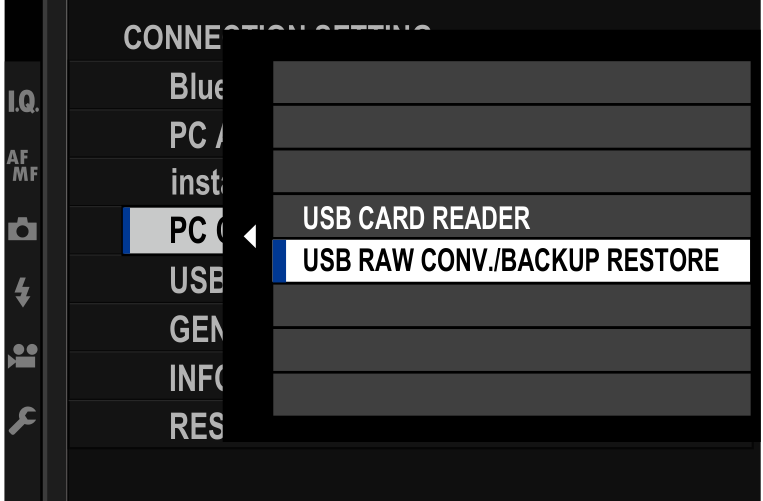 CONNECTION SETTING
I.Q.
Blue
PC A
AF
MF
inst
USB CARD READER
PC
USB RAW CONV./BACKUP RESTORE
USB
GEN
INFO
RES